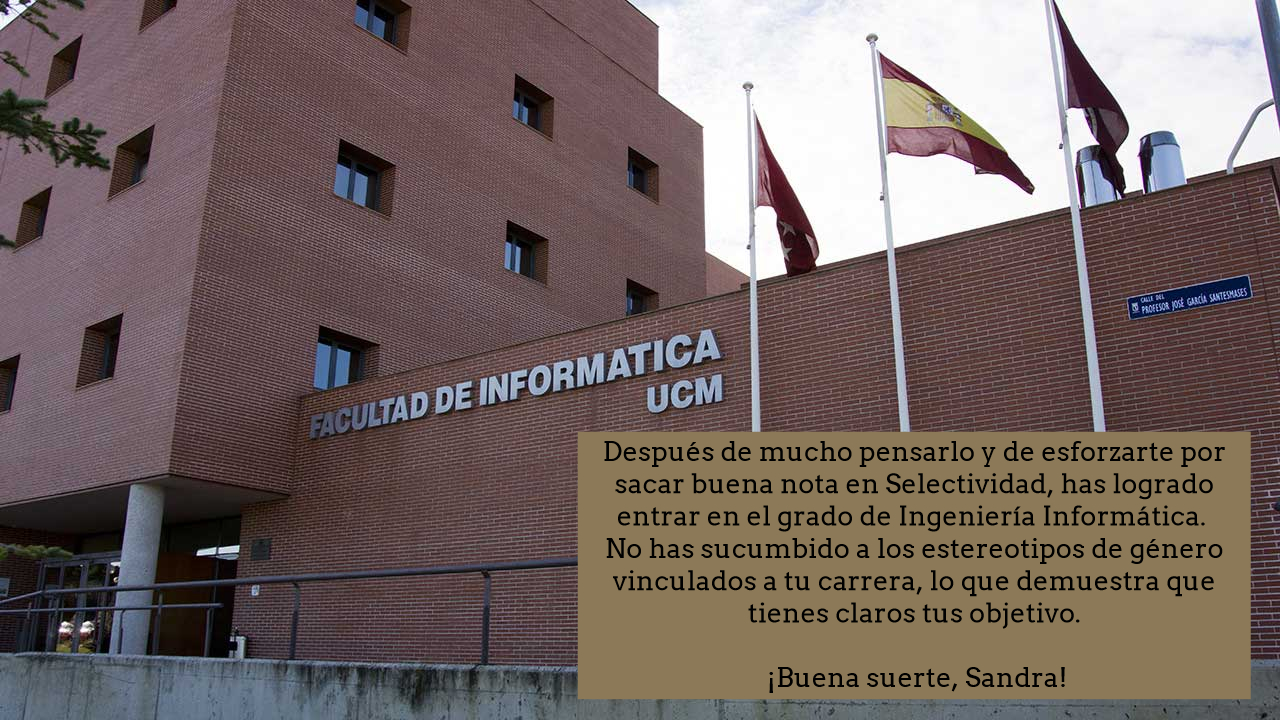 FACULTAD DE INFORMATICA
UCM
CALLE DEL
PROFESOR JOSÉ GARCÍA SANTESMASES
Después de mucho pensarlo y de esforzarte por
sacar buena nota en Selectividad, has logrado
entrar en el grado de Ingeniería Informática.
No has sucumbido a los estereotipos de género
vinculados a tu carrera, lo que demuestra que
tienes claros tus objetivo.
¡Buena suerte, Sandra!